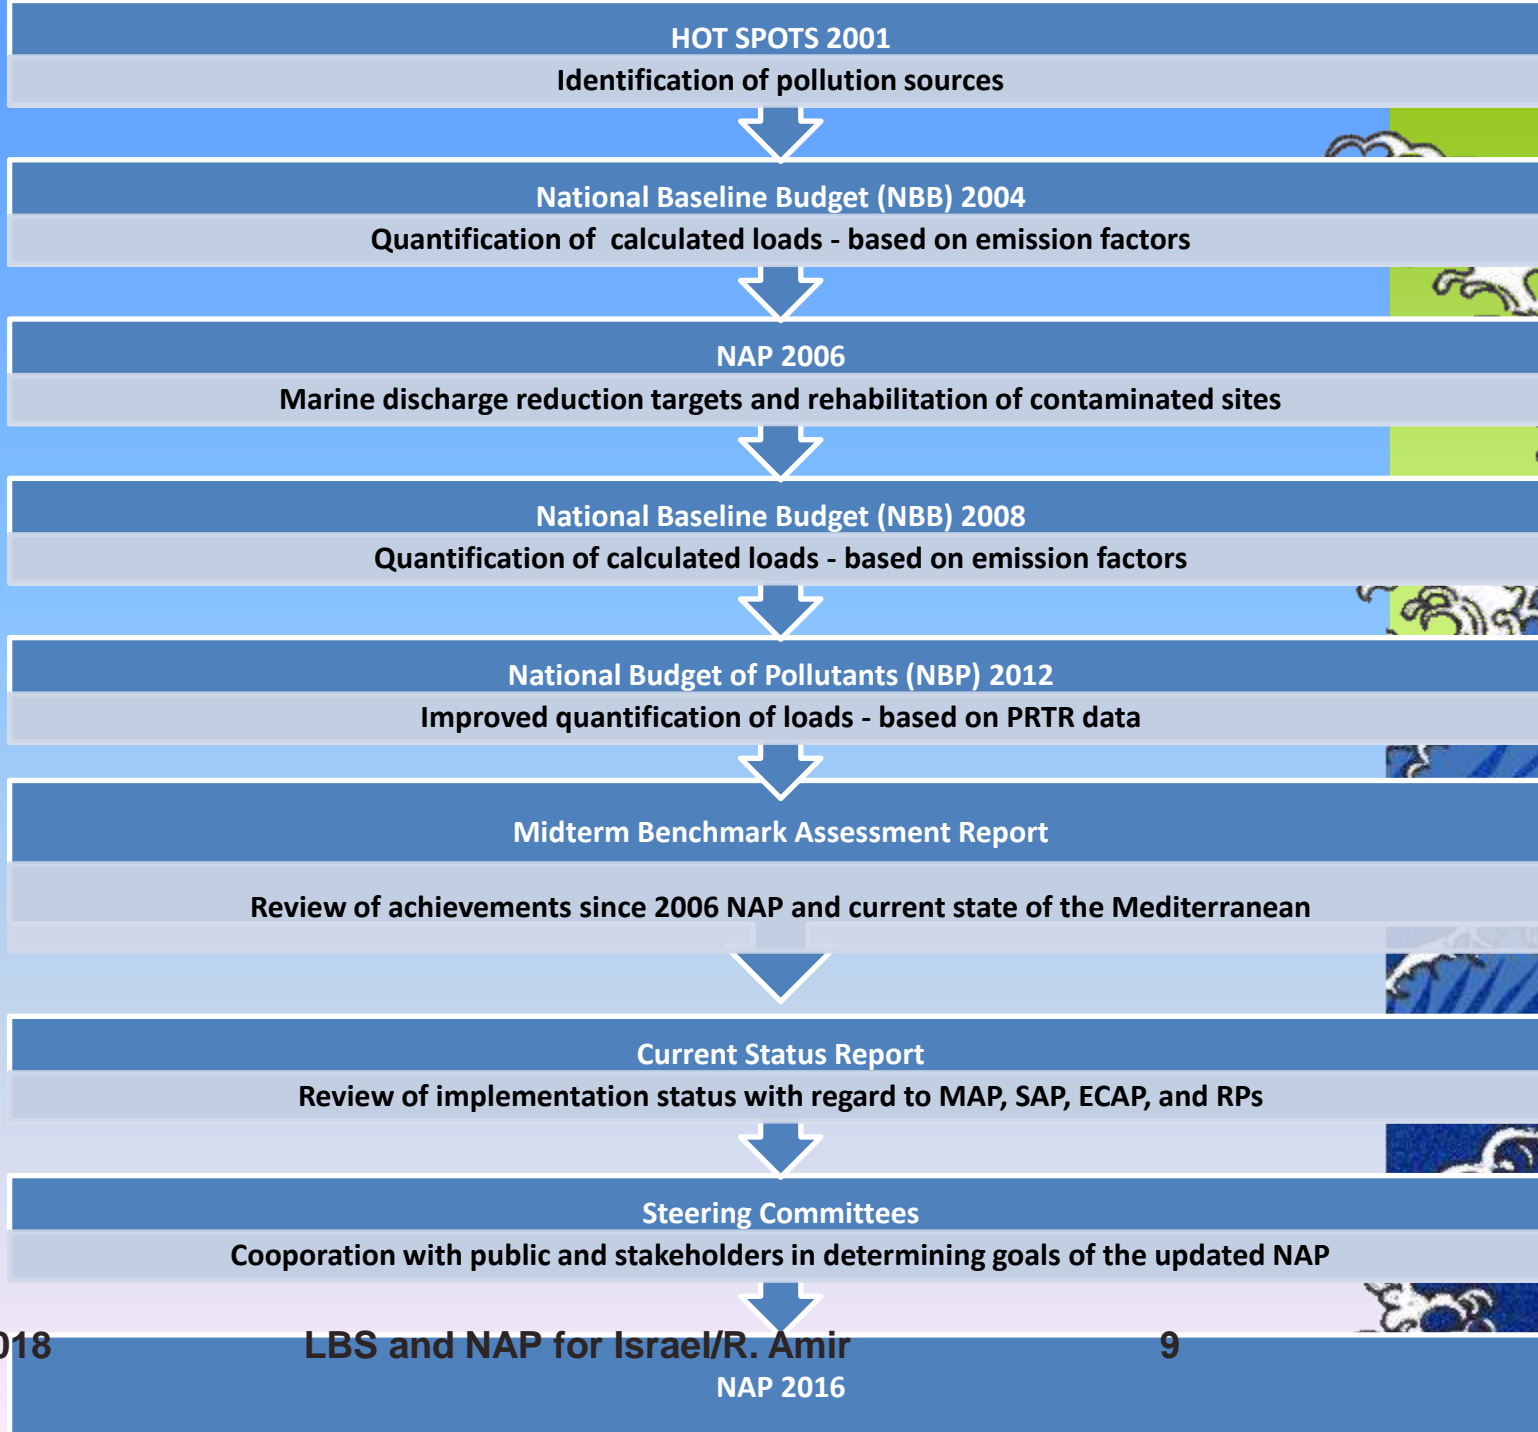 HOT SPOTS 2001
Identification of pollution sources
National Baseline Budget (NBB) 2004
Quantification of calculated loads - based on emission factors
NAP 2006
Marine discharge reduction targets and rehabilitation of contaminated sites
National Baseline Budget (NBB) 2008
Quantification of calculated loads - based on emission factors
National Budget of Pollutants (NBP) 2012
Improved quantification of loads - based on PRTR data
Midterm Benchmark Assessment Report
Review of achievements since 2006 NAP and current state of the Mediterranean
Current Status Report
Review of implementation status with regard to MAP, SAP, ECAP, and RPs
Steering Committees
Cooporation with public and stakeholders in determining goals of the updated NAP
018 LBS and NAP for Israel/R. Amir 9
NAP 2016